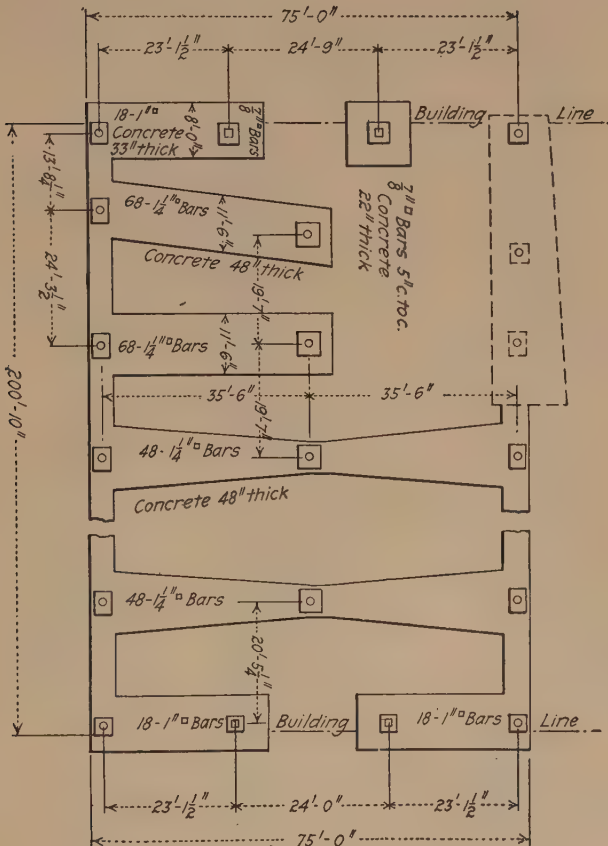 75'-0"
23'-1½" 24'-9" 23'-1½"
18-1"□
Concrete
33" thick
8'-0"
⅞"□ Bars
Building Line
13'-8¼"
⅞"□ Bars 5" c. to c.
Concrete
22" thick
68-1¼"□ Bars
11'-6"
Concrete 48" thick
24'-3½"
19'-7"
68-1¼"□ Bars
11'-6"
200'-10"
35'-6" 35'-6"
19'-7"
48-1¼"□ Bars
Concrete 48" thick
48-1¼"□ Bars
20'-5¼"
18-1"□ Bars Building 18-1"□ Bars Line
23'-1½" 24'-0" 23'-1½"
75'-0"